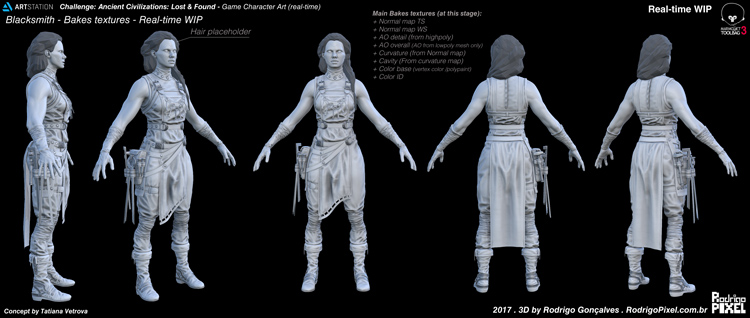 ARTSTATION Challenge: Ancient Civilizations: Lost & Found - Game Character Art (real-time)
Blacksmith - Bakes textures - Real-time WIP
Hair placeholder
Main Bakes textures (at this stage):
+ Normal map TS
+ Normal map WS
+ AO detail (from highpoly)
+ AO overall (AO from lowpoly mesh only)
+ Curvature (from Normal map)
+ Cavity (From curvature map)
+ Color base (vertex color /polypaint)
+ Color ID
Real-time WIP
MARMOSET
TOOLBAG 3
Concept by Tatiana Vetrova
2017 . 3D by Rodrigo Gonçalves . RodrigoPixel.com.br
Rodrigo
PIXEL